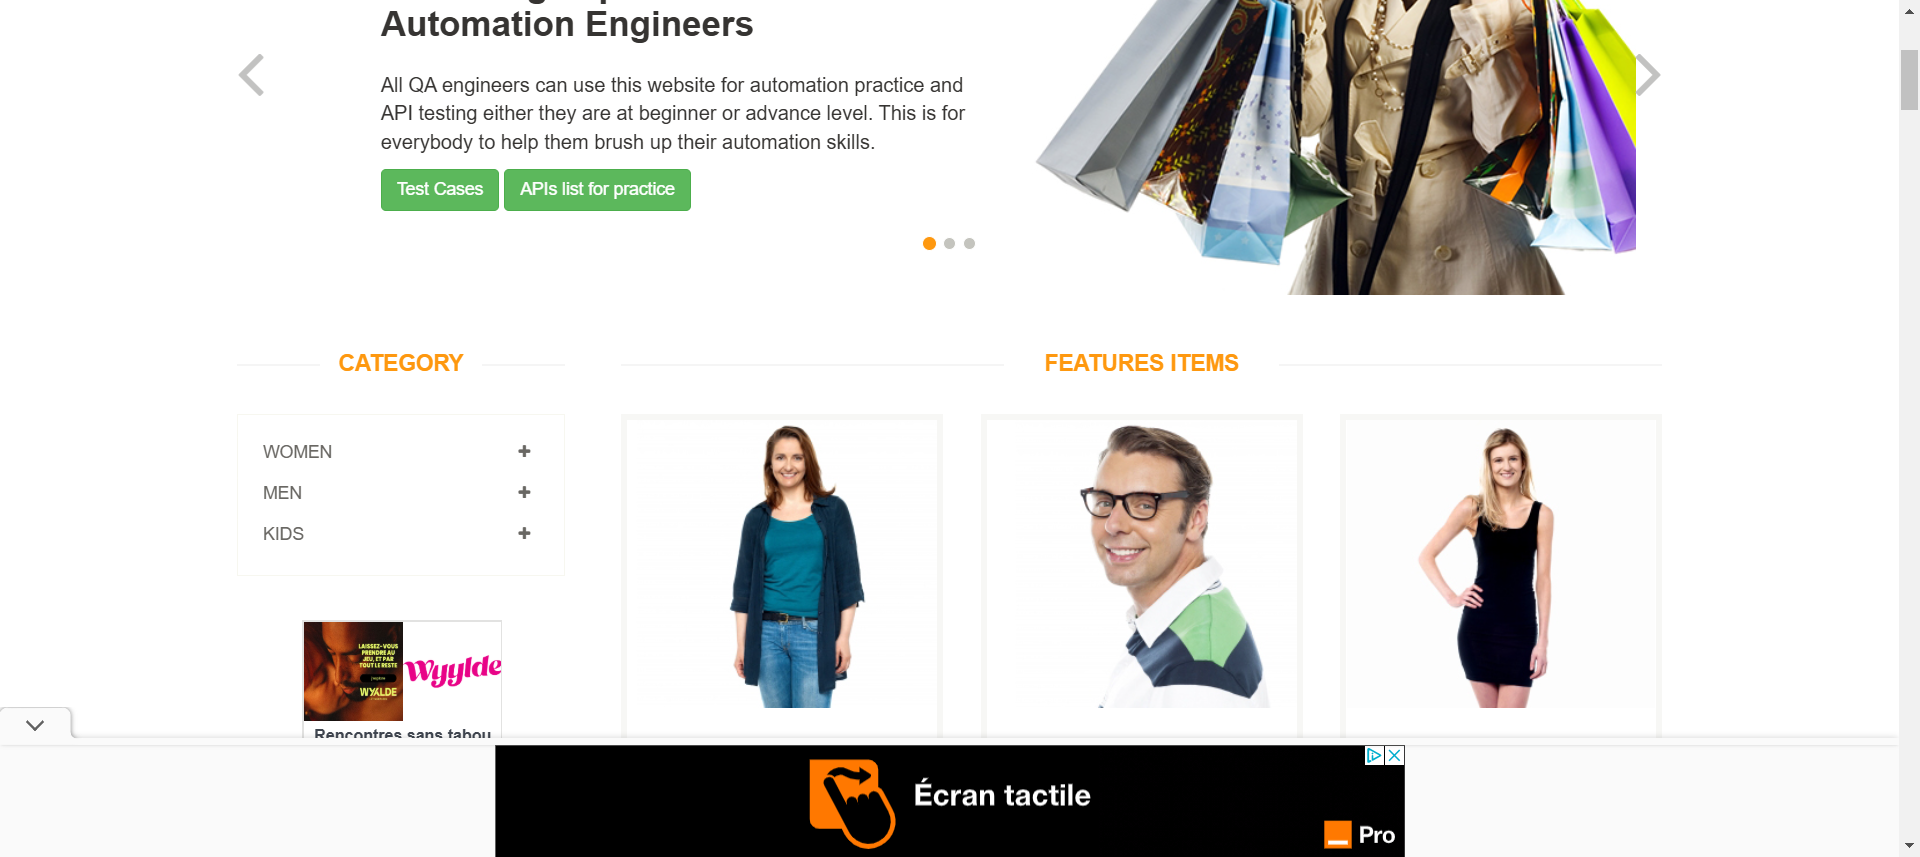 Automation Engineers
All QA engineers can use this website for automation practice and
API testing either they are at beginner or advance level. This is for
everybody to help them brush up their automation skills.
Test Cases
APIs list for practice
CATEGORY
WOMEN
MEN
KIDS
LAISSEZ-VOUS
PRENDRE AU
JEU, ET PAR
TOUT LE RESTE
WYYLDE
Wyylde
Rencontres sans tabou
FEATURES ITEMS
Écran tactile
Pro